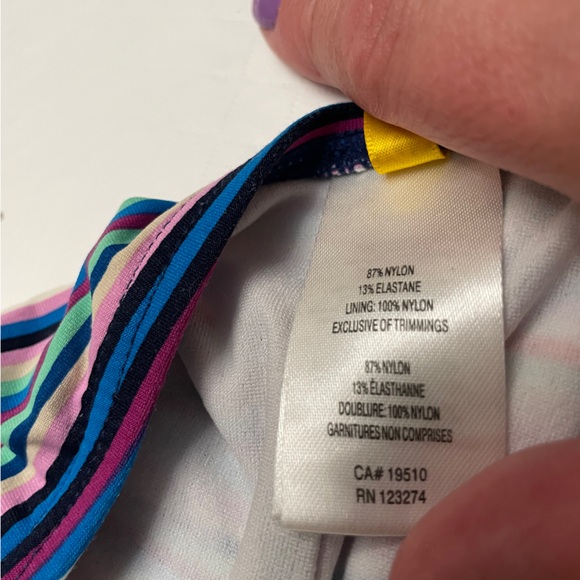 87% NYLON
13% ELASTANE
LINING: 100% NYLON
EXCLUSIVE OF TRIMMINGS
87% NYLON
13% ÉLASTHANNE
DOUBLURE: 100% NYLON
GARNITURES NON COMPRISES
CA# 19510
RN 123274